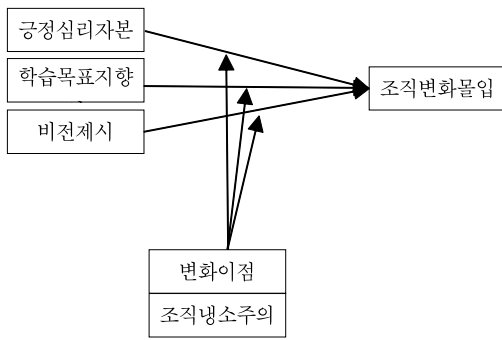 긍정심리자본
학습목표지향
비전제시
조직변화몰입
변화이점
조직냉소주의